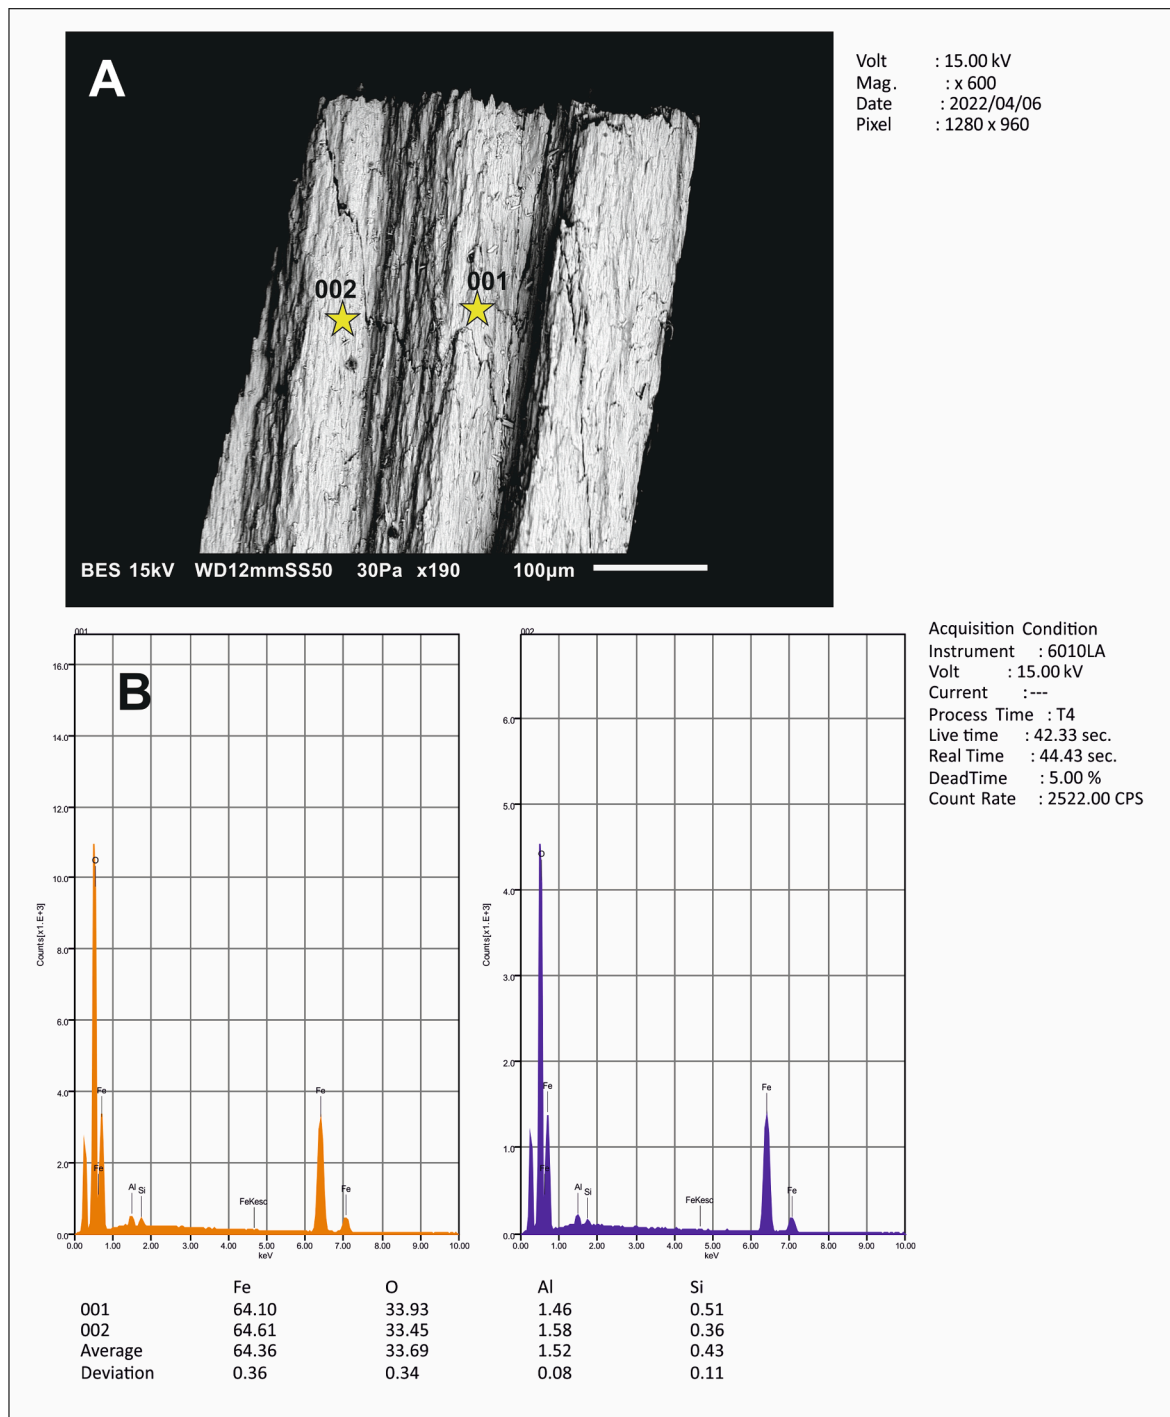 A
Volt : 15.00 kV
Mag. : x 600
Date : 2022/04/06
Pixel : 1280 x 960
002
001
BES 15kV WD12mmSS50 30Pa x190 100µm
001
B
16.0
14.0
12.0
10.0
8.0
6.0
4.0
2.0
0.0
Counts[x1.E+3]
O
Fe
Fe
Al
Si
FeKesc
Fe
Fe
0.00 1.00 2.00 3.00 4.00 5.00 6.00 7.00 8.00 9.00 10.00
keV
002
6.0
5.0
4.0
3.0
2.0
1.0
0.0
Counts[x1.E+3]
O
Fe
Fe
Al
Si
FeKesc
Fe
Fe
0.00 1.00 2.00 3.00 4.00 5.00 6.00 7.00 8.00 9.00 10.00
keV
Acquisition Condition
Instrument : 6010LA
Volt : 15.00 kV
Current :---
Process Time : T4
Live time : 42.33 sec.
Real Time : 44.43 sec.
DeadTime : 5.00 %
Count Rate : 2522.00 CPS
Fe O Al Si
001 64.10 33.93 1.46 0.51
002 64.61 33.45 1.58 0.36
Average 64.36 33.69 1.52 0.43
Deviation 0.36 0.34 0.08 0.11